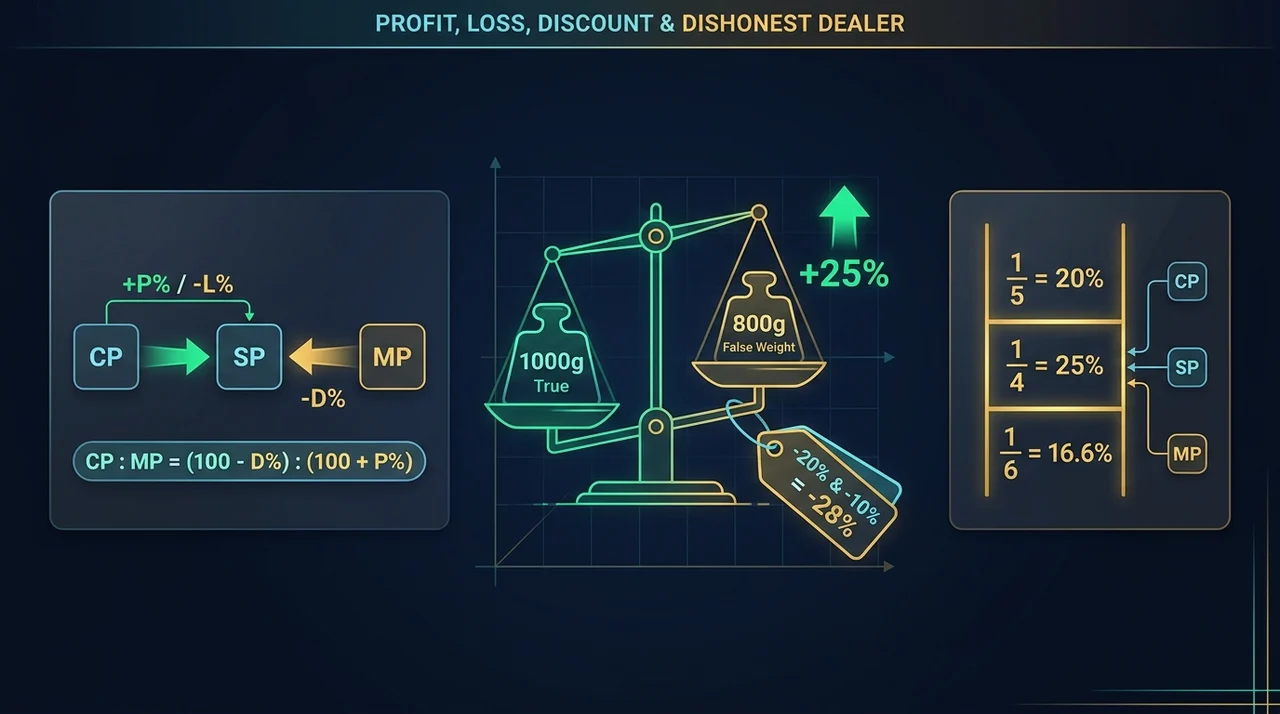 PROFIT, LOSS, DISCOUNT & DISHONEST DEALER
+P% / -L%
CP
SP
MP
-D%
CP : MP = (100 - D%) : (100 + P%)
1000g
True
800g
False Weight
+25%
-20% & -10%
= -28%
1/5 = 20%
1/4 = 25%
1/6 = 16.6%
CP
SP
MP